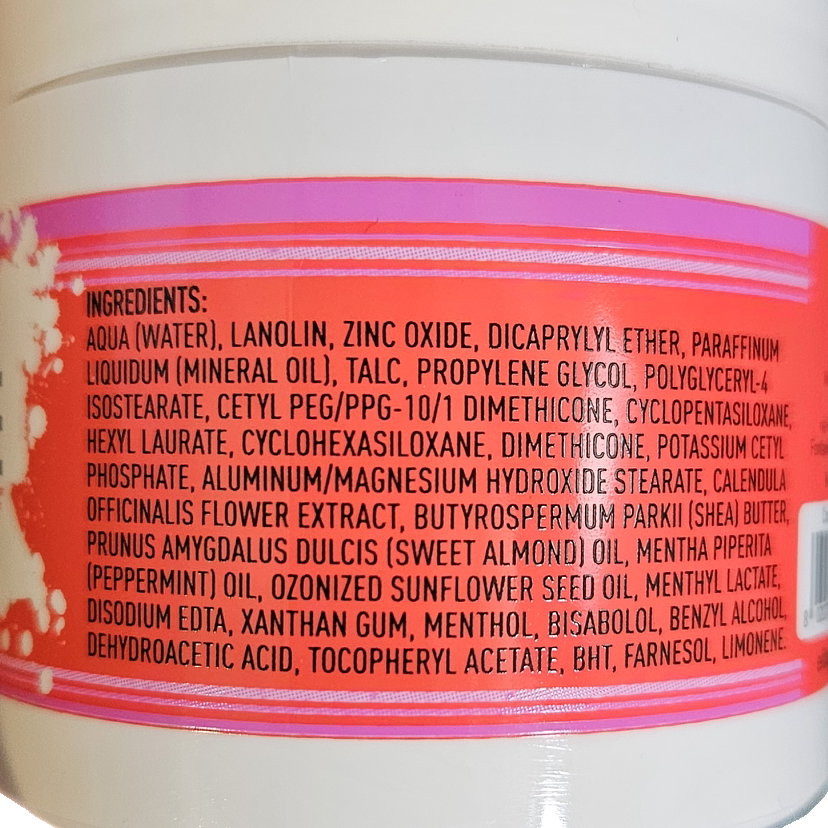 INGREDIENTS:
AQUA (WATER), LANOLIN, ZINC OXIDE, DICAPRYLYL ETHER, PARAFFINUM
LIQUIDUM (MINERAL OIL), TALC, PROPYLENE GLYCOL, POLYGLYCERYL-4
ISOSTEARATE, CETYL PEG/PPG-10/1 DIMETHICONE, CYCLOPENTASILOXANE,
HEXYL LAURATE, CYCLOHEXASILOXANE, DIMETHICONE, POTASSIUM CETYL
PHOSPHATE, ALUMINUM/MAGNESIUM HYDROXIDE STEARATE, CALENDULA
OFFICINALIS FLOWER EXTRACT, BUTYROSPERMUM PARKII (SHEA) BUTTER,
PRUNUS AMYGDALUS DULCIS (SWEET ALMOND) OIL, MENTHA PIPERITA
(PEPPERMINT) OIL, OZONIZED SUNFLOWER SEED OIL, MENTHYL LACTATE,
DISODIUM EDTA, XANTHAN GUM, MENTHOL, BISABOLOL, BENZYL ALCOHOL,
DEHYDROACETIC ACID, TOCOPHERYL ACETATE, BHT, FARNESOL, LIMONENE.